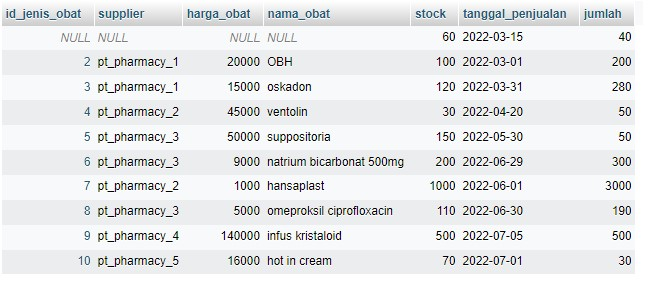 id_jenis_obat supplier harga_obat nama_obat stock tanggal_penjualan jumlah
NULL NULL NULL NULL 60 2022-03-15 40
2 pt_pharmacy_1 20000 OBH 100 2022-03-01 200
3 pt_pharmacy_1 15000 oskadon 120 2022-03-31 280
4 pt_pharmacy_2 45000 ventolin 30 2022-04-20 50
5 pt_pharmacy_3 50000 suppositoria 150 2022-05-30 50
6 pt_pharmacy_3 9000 natrium bicarbonat 500mg 200 2022-06-29 300
7 pt_pharmacy_2 1000 hansaplast 1000 2022-06-01 3000
8 pt_pharmacy_3 5000 omeproksil ciprofloxacin 110 2022-06-30 190
9 pt_pharmacy_4 140000 infus kristaloid 500 2022-07-05 500
10 pt_pharmacy_5 16000 hot in cream 70 2022-07-01 30